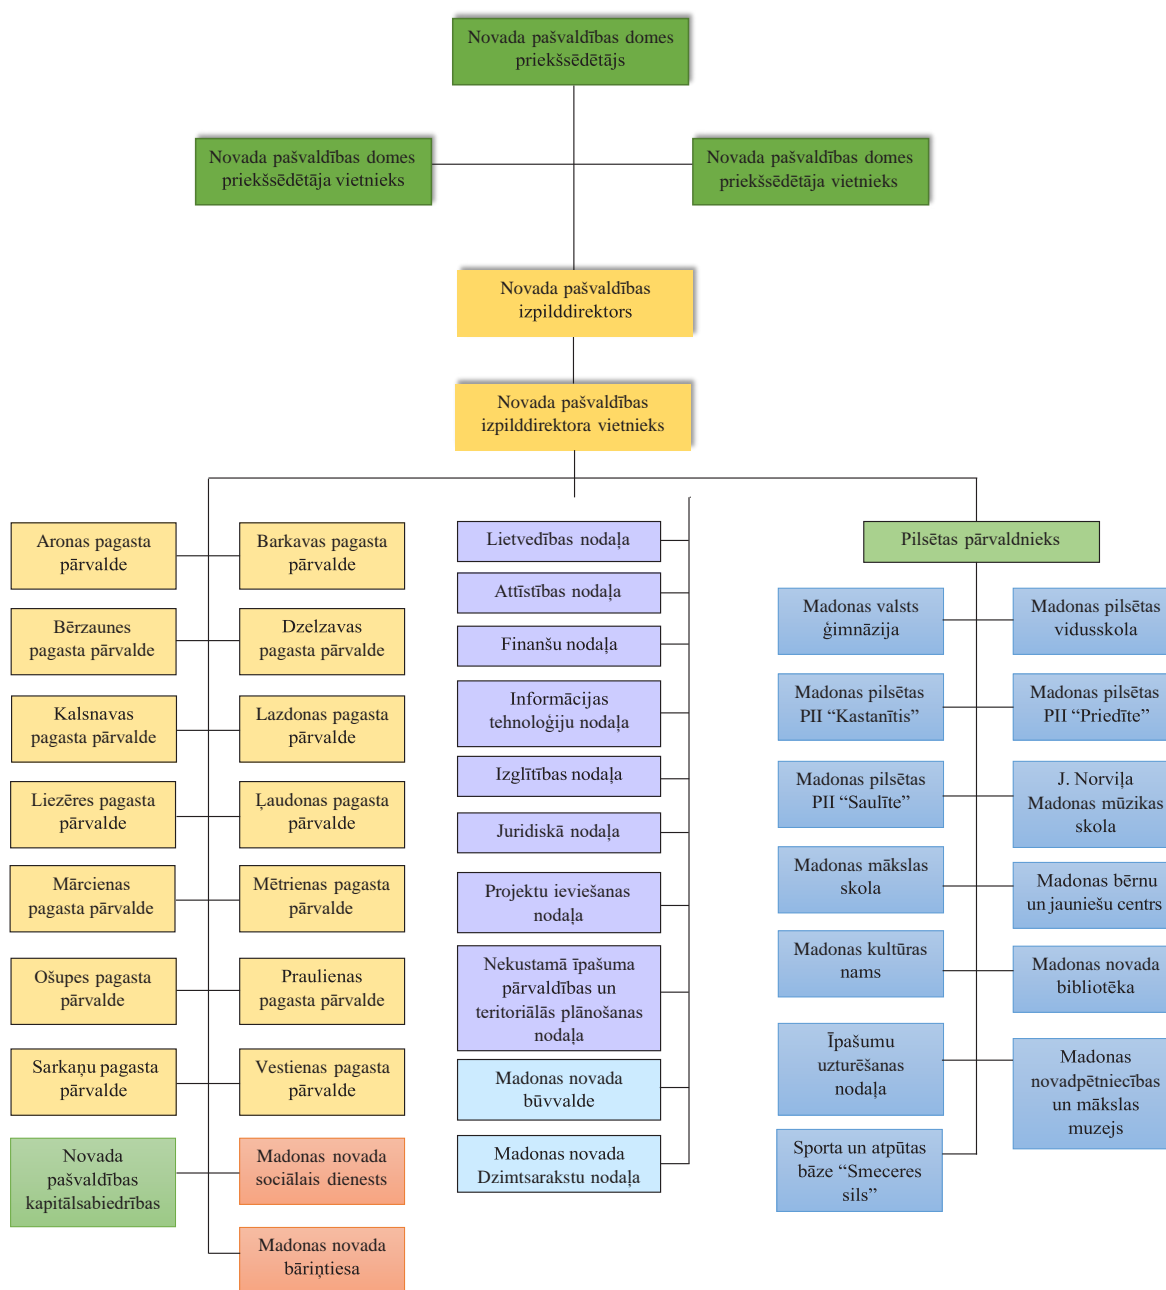 Novada pašvaldības domes
priekšsēdētājs
Novada pašvaldības domes
priekšsēdētāja vietnieks
Novada pašvaldības domes
priekšsēdētāja vietnieks
Novada pašvaldības
izpilddirektors
Novada pašvaldības
izpilddirektora vietnieks
Aronas pagasta
pārvalde
Barkavas pagasta
pārvalde
Bērzaunes
pagasta pārvalde
Dzelzavas
pagasta pārvalde
Kalsnavas
pagasta pārvalde
Lazdonas pagasta
pārvalde
Liezēres pagasta
pārvalde
Ļaudonas pagasta
pārvalde
Mārcienas
pagasta pārvalde
Mētrienas pagasta
pārvalde
Ošupes pagasta
pārvalde
Praulienas
pagasta pārvalde
Sarkaņu pagasta
pārvalde
Vestienas pagasta
pārvalde
Novada
pašvaldības
kapitālsabiedrības
Madonas novada
sociālais dienests
Madonas novada
bāriņtiesa
Lietvedības nodaļa
Attīstības nodaļa
Finanšu nodaļa
Informācijas
tehnoloģiju nodaļa
Izglītības nodaļa
Juridiskā nodaļa
Projektu ieviešanas
nodaļa
Nekustamā īpašuma
pārvaldības un
teritoriālās plānošanas
nodaļa
Madonas novada
būvvalde
Madonas novada
Dzimtsarakstu nodaļa
Pilsētas pārvaldnieks
Madonas valsts
ģimnāzija
Madonas pilsētas
vidusskola
Madonas pilsētas
PII “Kastanītis”
Madonas pilsētas
PII “Priedīte”
Madonas pilsētas
PII “Saulīte”
J. Norviļa
Madonas mūzikas
skola
Madonas mākslas
skola
Madonas bērnu
un jauniešu centrs
Madonas kultūras
nams
Madonas novada
bibliotēka
Īpašumu
uzturēšanas
nodaļa
Madonas
novadpētniecības
un mākslas
muzejs
Sporta un atpūtas
bāze “Smeceres
sils”